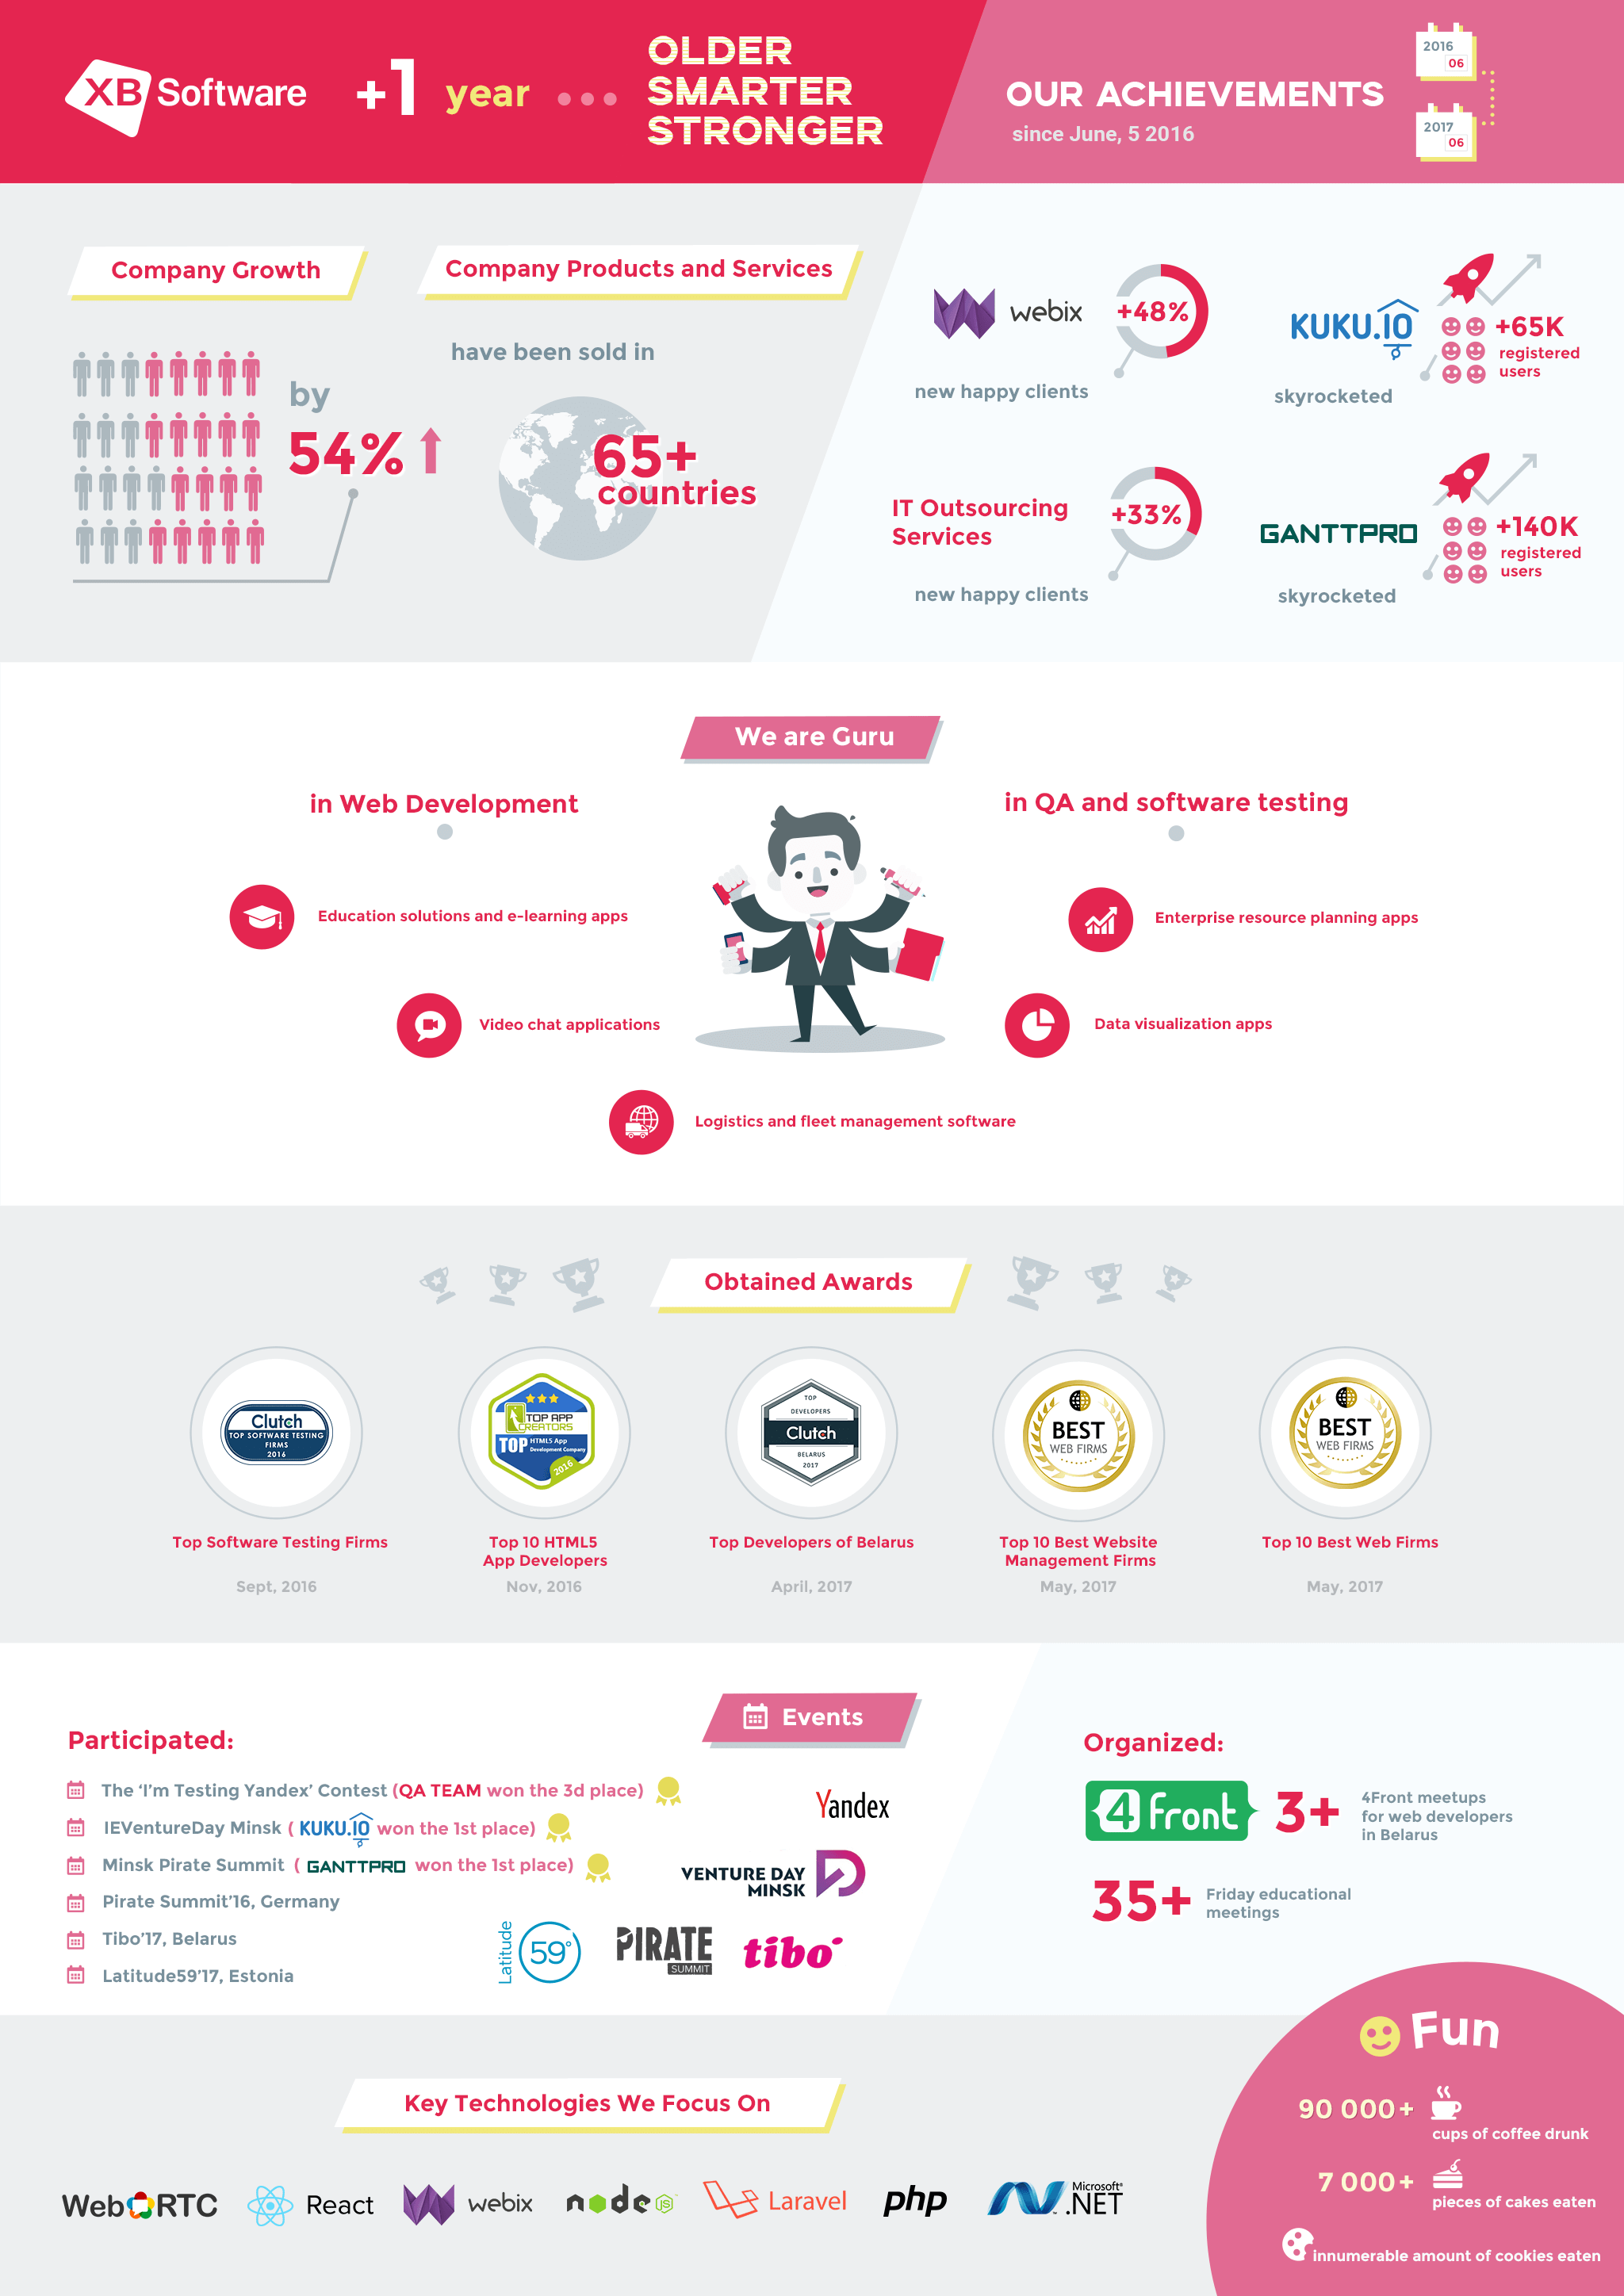 XB Software
+1 year
OLDER
SMARTER
STRONGER
OUR ACHIEVEMENTS
since June, 5 2016
2016
06
2017
06
Company Growth
by
54%
Company Products and Services
have been sold in
65+
countries
webix
+48%
new happy clients
KUKU.IO
skyrocketed
+65K
registered
users
IT Outsourcing
Services
+33%
new happy clients
GANTTPRO
skyrocketed
+140K
registered
users
We are Guru
in Web Development
in QA and software testing
Education solutions and e-learning apps
Enterprise resource planning apps
Video chat applications
Data visualization apps
Logistics and fleet management software
Obtained Awards
Clutch
TOP SOFTWARE TESTING
FIRMS
2016
Top Software Testing Firms
Sept, 2016
TOP APP
CREATORS
TOP HTML5 App
Development Company
2016
Top 10 HTML5
App Developers
Nov, 2016
TOP
DEVELOPERS
Clutch
BELARUS
2017
Top Developers of Belarus
April, 2017
BEST
WEB FIRMS
Top 10 Best Website
Management Firms
May, 2017
BEST
WEB FIRMS
Top 10 Best Web Firms
May, 2017
Events
Participated:
The ‘I’m Testing Yandex’ Contest (QA TEAM won the 3d place)
IEVentureDay Minsk ( KUKU.IO won the 1st place)
Minsk Pirate Summit ( GANTTPRO won the 1st place)
Pirate Summit’16, Germany
Tibo’17, Belarus
Latitude59’17, Estonia
Yandex
VENTURE DAY
MINSK
Latitude
59°
PIRATE
SUMMIT
tibo
Organized:
4 Front
3+
4Front meetups
for web developers
in Belarus
35+
Friday educational
meetings
Key Technologies We Focus On
WebRTC
React
webix
node JS
Laravel
php
Microsoft®
.NET
Fun
90 000+
cups of coffee drunk
7 000+
pieces of cakes eaten
innumerable amount of cookies eaten